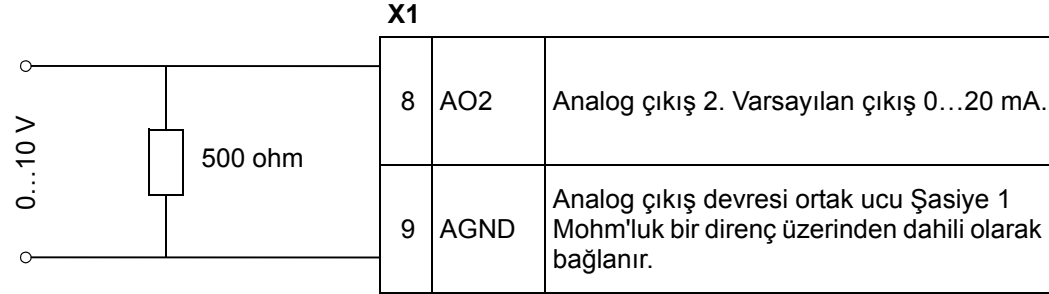 X1
0…10 V
500 ohm
8 AO2 Analog çıkış 2. Varsayılan çıkış 0…20 mA.
9 AGND Analog çıkış devresi ortak ucu Şasiye 1
Mohm'luk bir direnç üzerinden dahili olarak
bağlanır.